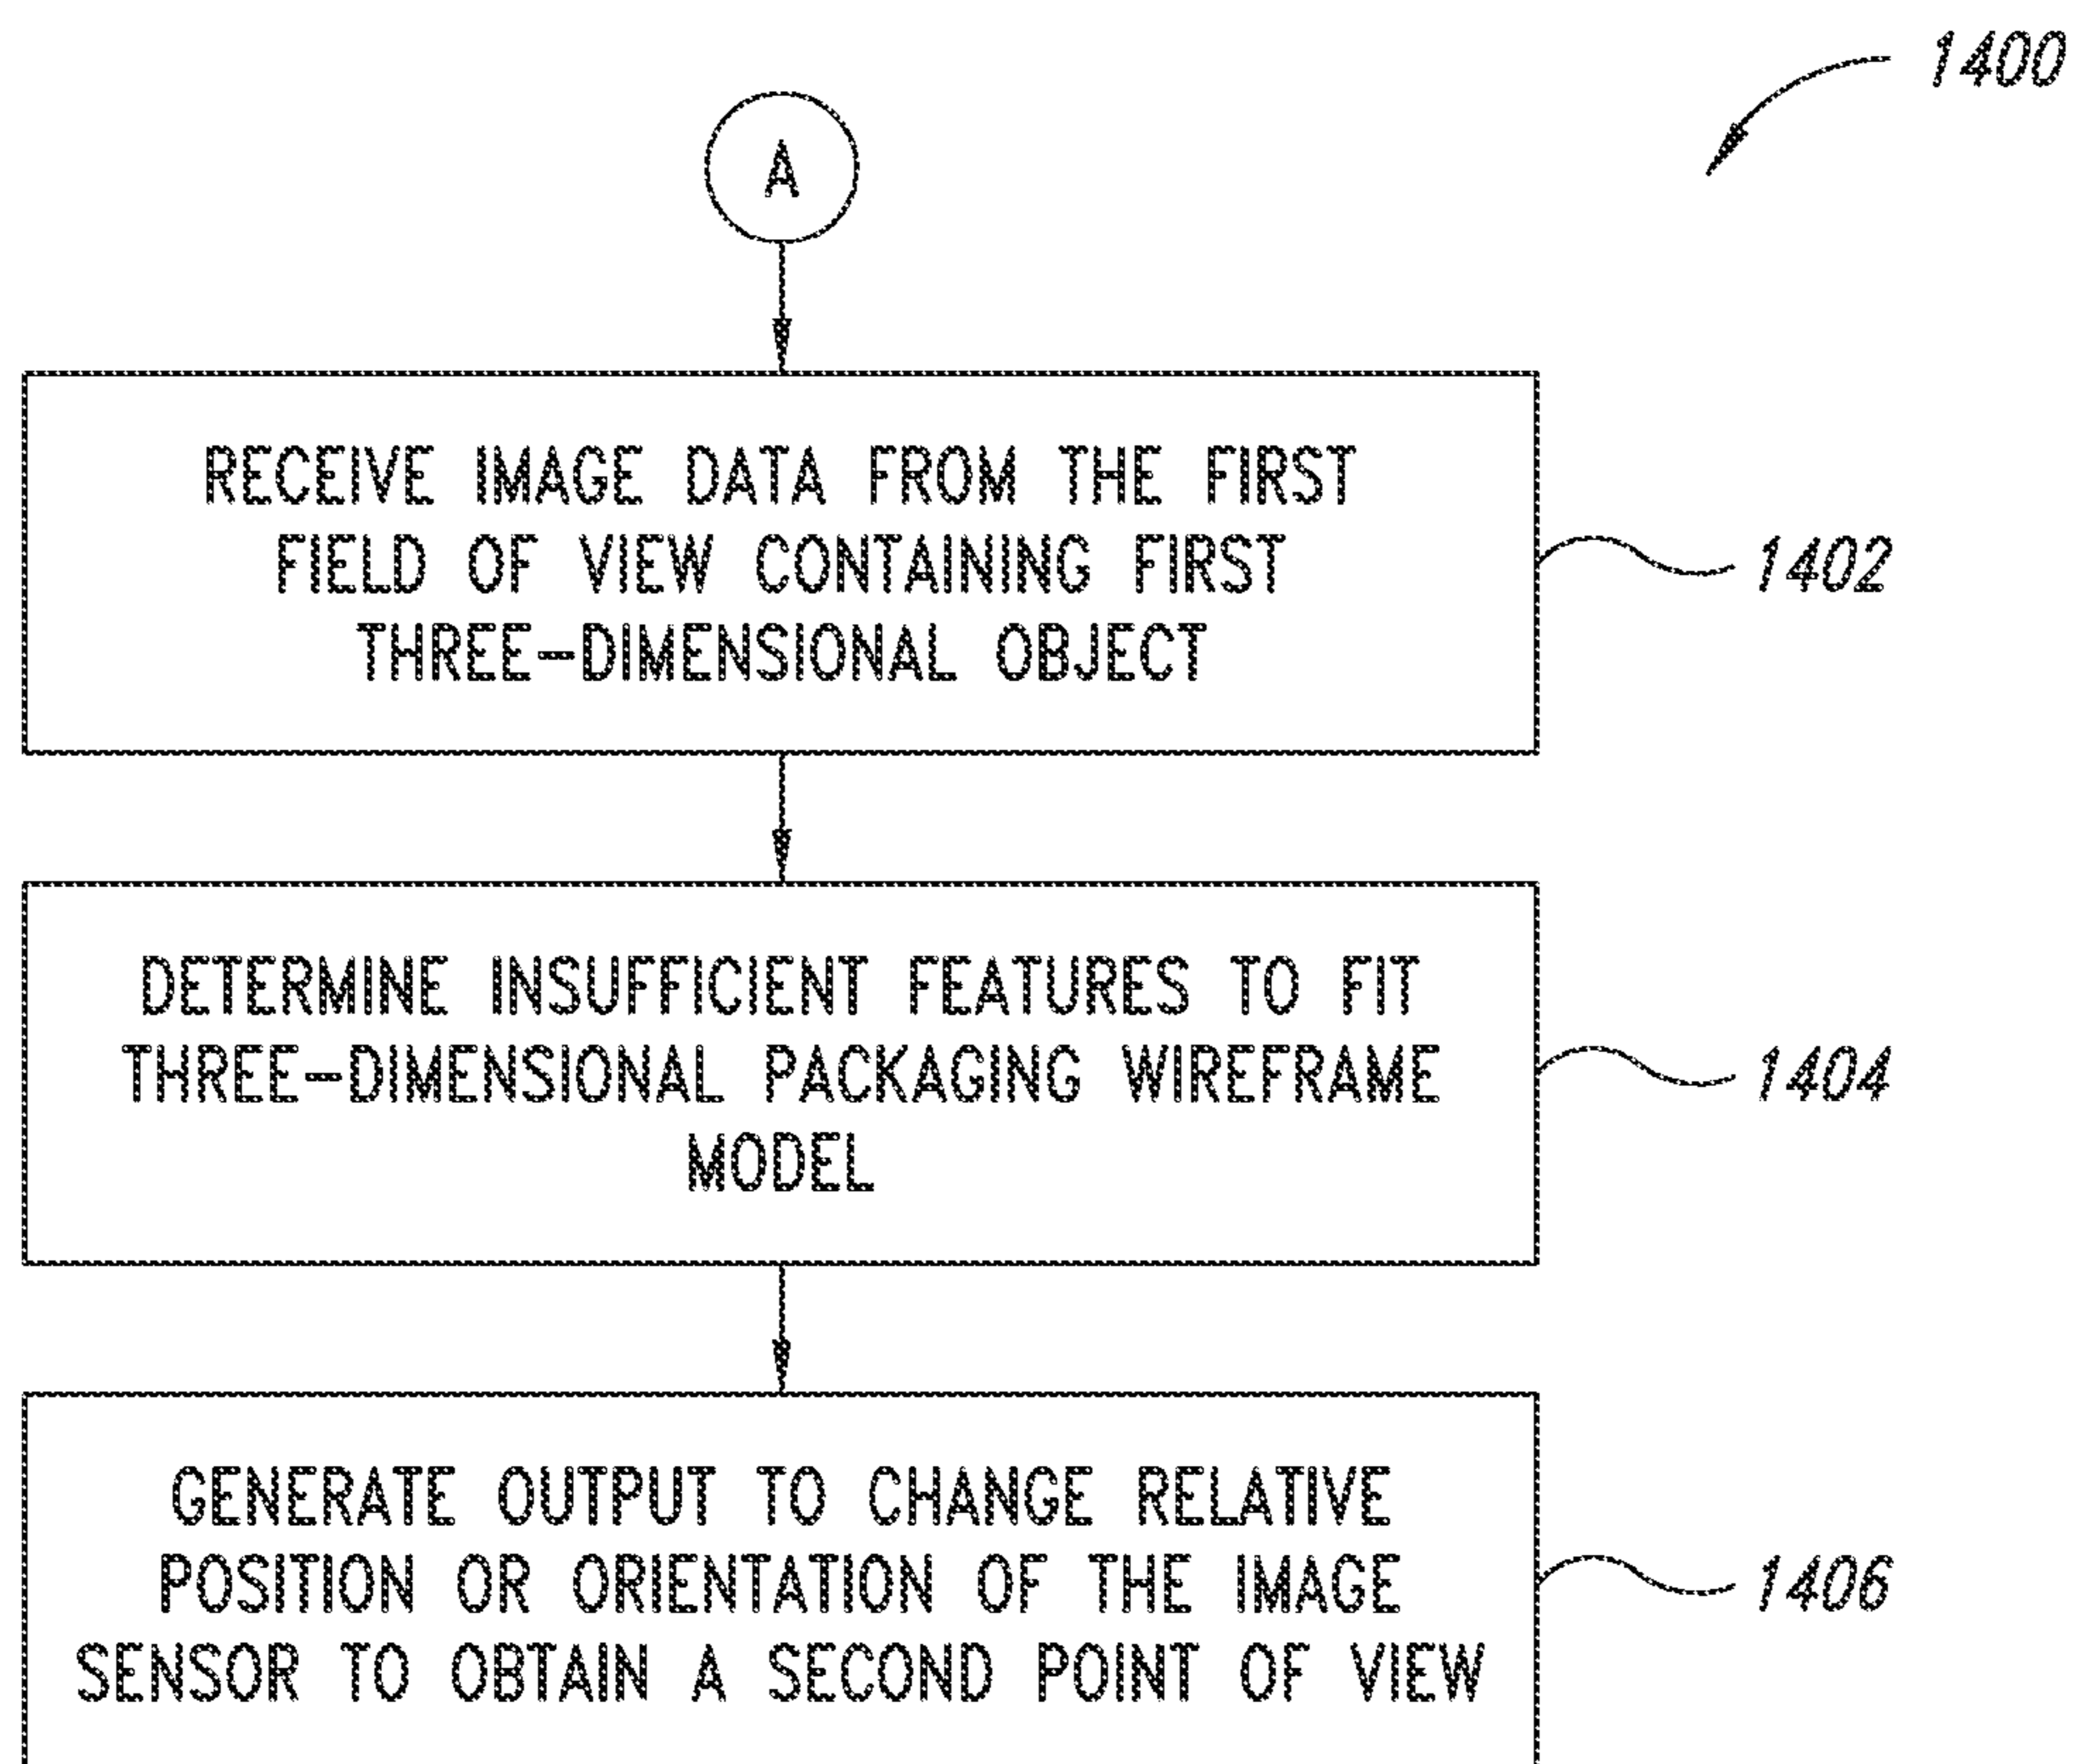 1400
A
RECEIVE IMAGE DATA FROM THE FIRST
FIELD OF VIEW CONTAINING FIRST
THREE-DIMENSIONAL OBJECT
1402
DETERMINE INSUFFICIENT FEATURES TO FIT
THREE-DIMENSIONAL PACKAGING WIREFRAME
MODEL
1404
GENERATE OUTPUT TO CHANGE RELATIVE
POSITION OR ORIENTATION OF THE IMAGE
SENSOR TO OBTAIN A SECOND POINT OF VIEW
1406